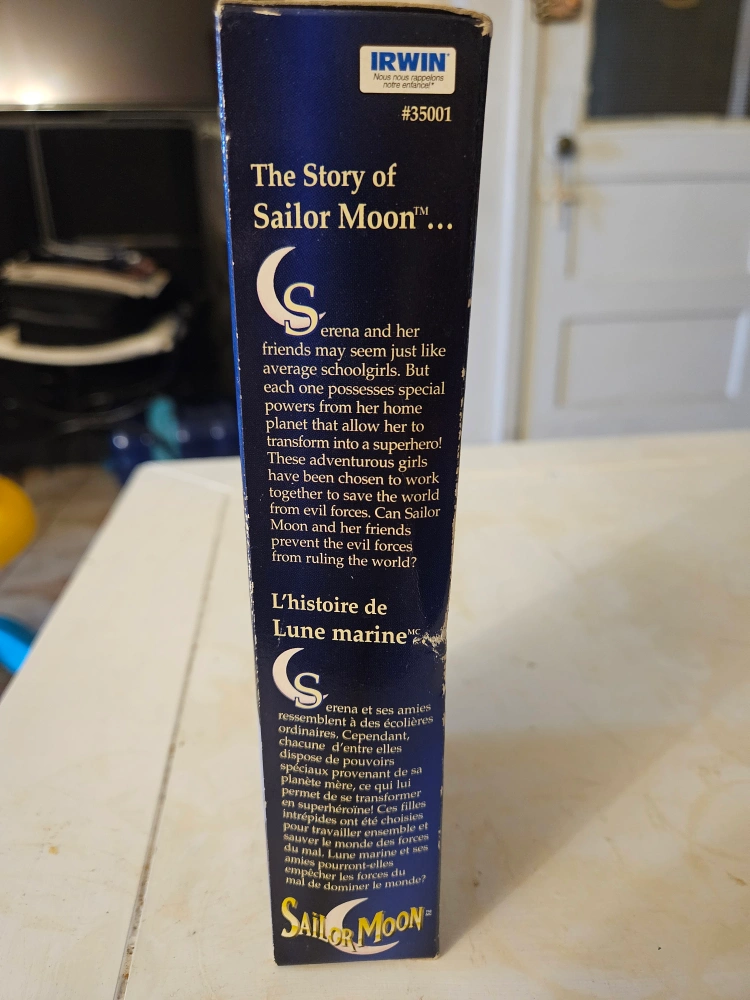 IRWIN
Nous nous rappelons
notre enfance!*
#35001
The Story of
Sailor Moon™...
Serena and her
friends may seem just like
average schoolgirls. But
each one possesses special
powers from her home
planet that allow her to
transform into a superhero!
These adventurous girls
have been chosen to work
together to save the world
from evil forces. Can Sailor
Moon and her friends
prevent the evil forces
from ruling the world?
L'histoire de
Lune marine MC
Serena et ses amies
ressemblent à des écolières
ordinaires. Cependant,
chacune d'entre elles
dispose de pouvoirs
spéciaux provenant de sa
planète mère, ce qui lui
permet de se transformer
en superhéroïne! Ces filles
intrépides ont été choisies
pour travailler ensemble et
sauver le monde des forces
du mal. Lune marine et ses
amies pourront-elles
empêcher les forces du
mal de dominer le monde?
SAILOR MOON